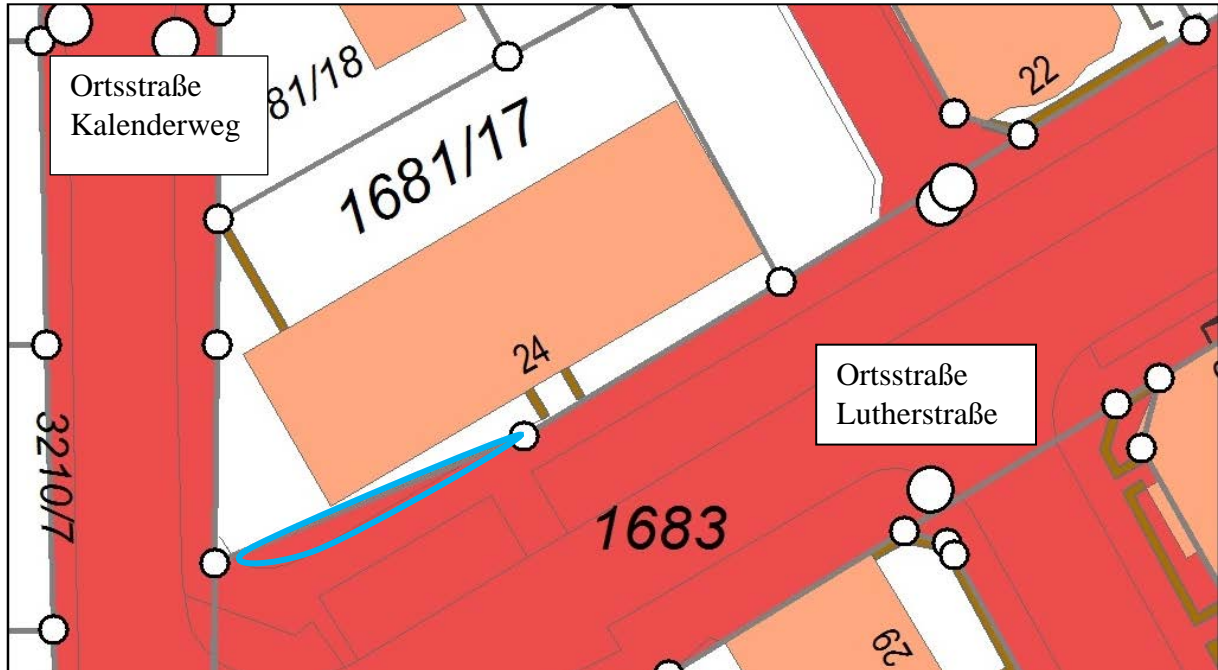 Ortsstraße
Kalenderweg
81/18
1681/17
22
24
Ortsstraße
Lutherstraße
3210/7
1683
29